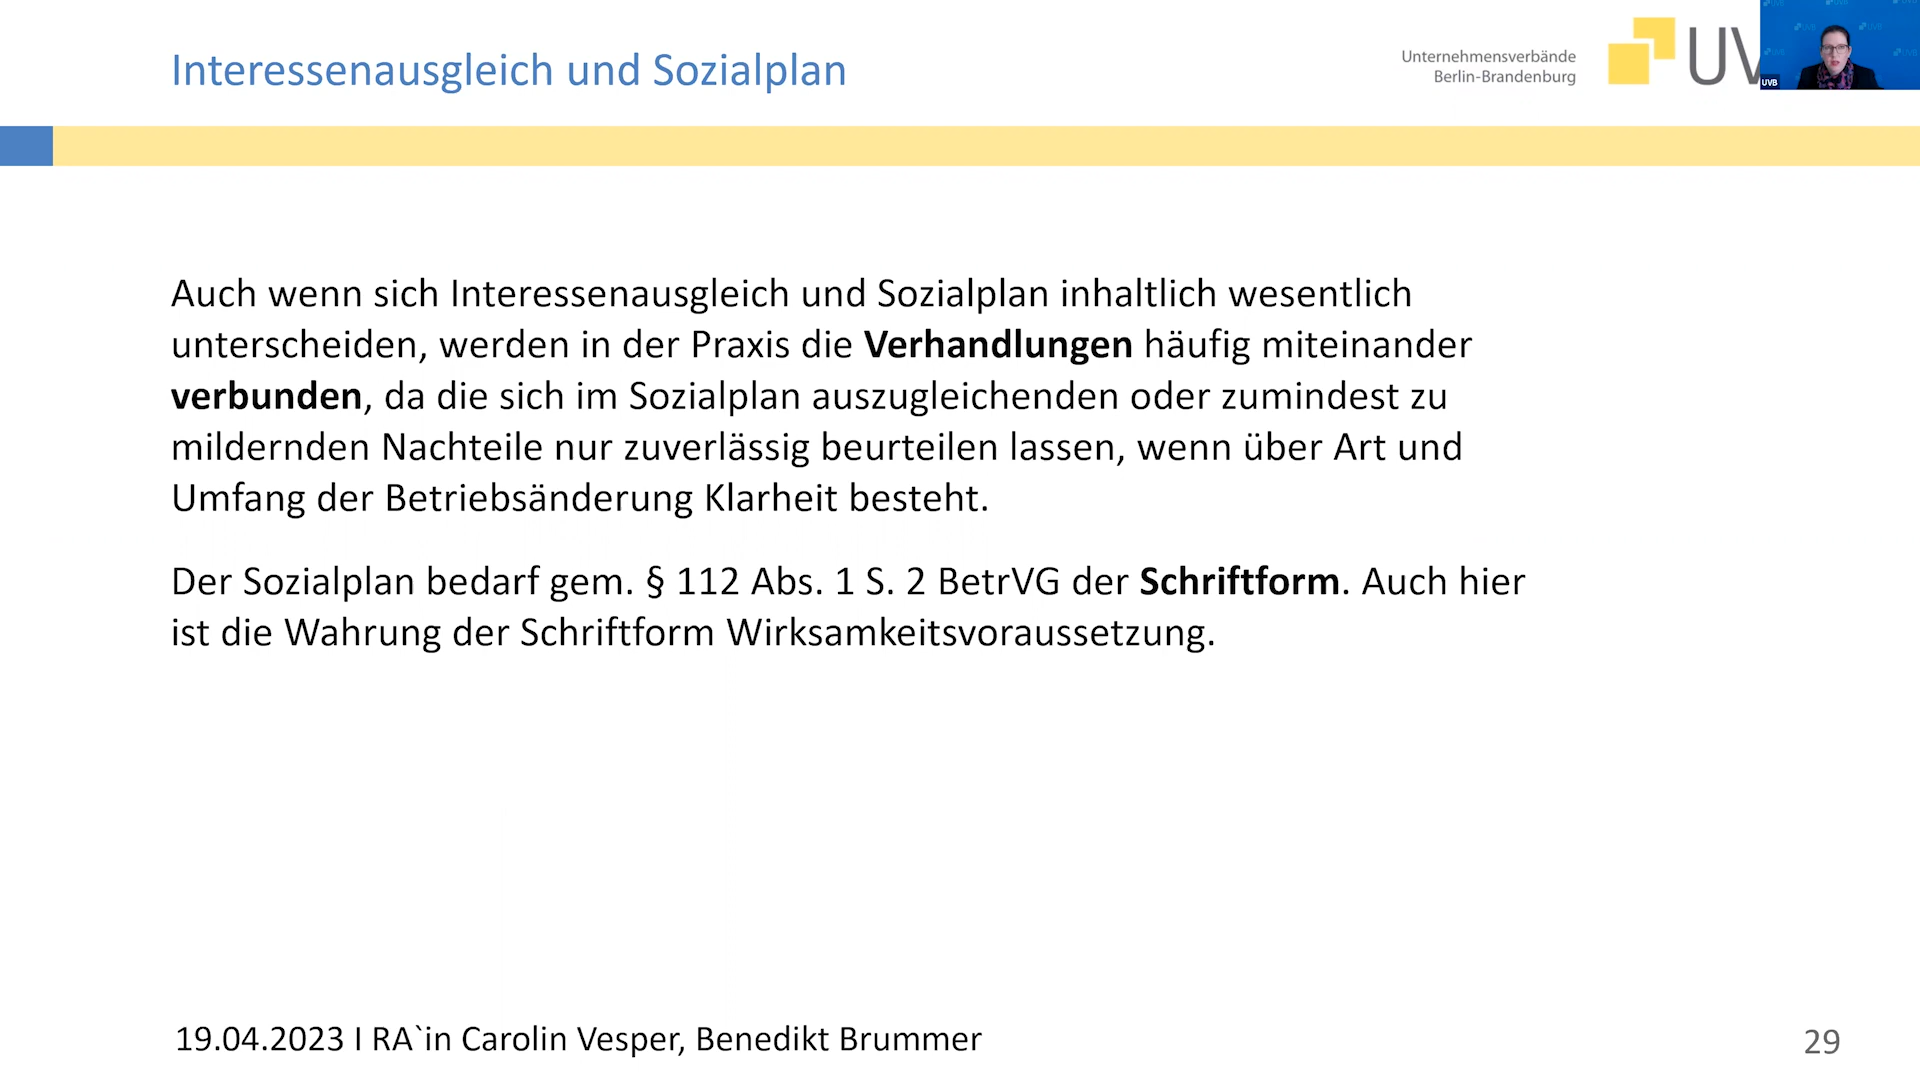 Interessenausgleich und Sozialplan
Unternehmensverbände
Berlin-Brandenburg
UV
UVB
Auch wenn sich Interessenausgleich und Sozialplan inhaltlich wesentlich
unterscheiden, werden in der Praxis die Verhandlungen häufig miteinander
verbunden, da die sich im Sozialplan auszugleichenden oder zumindest zu
mildernden Nachteile nur zuverlässig beurteilen lassen, wenn über Art und
Umfang der Betriebsänderung Klarheit besteht.
Der Sozialplan bedarf gem. § 112 Abs. 1 S. 2 BetrVG der Schriftform. Auch hier
ist die Wahrung der Schriftform Wirksamkeitsvoraussetzung.
19.04.2023 I RA`in Carolin Vesper, Benedikt Brummer
29